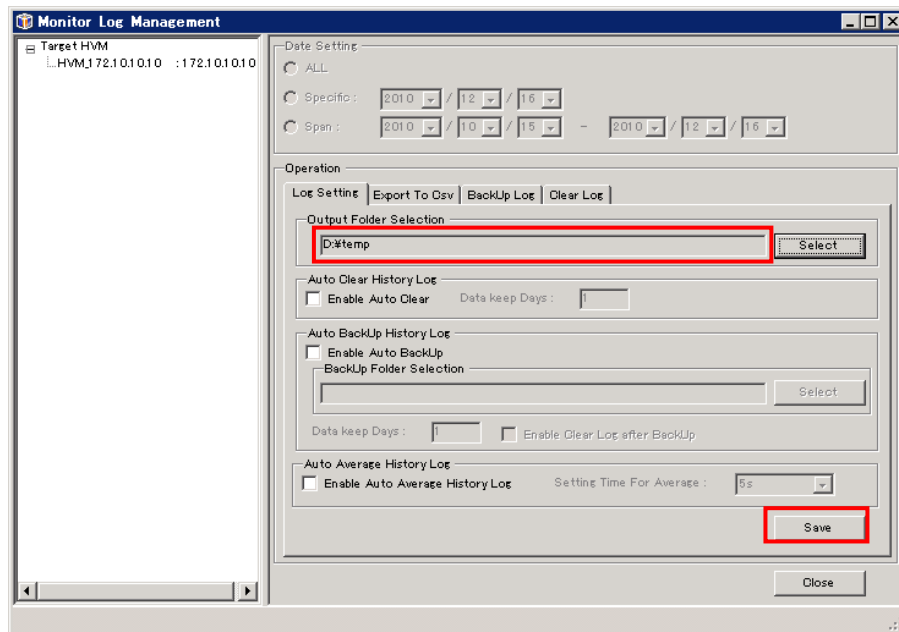 Monitor Log Management
Target HVM
HVM_172.10.10.10 : 172.10.10.10
Date Setting
ALL
Specific : 2010 / 12 / 16
Span : 2010 / 10 / 15 - 2010 / 12 / 16
Operation
Log Setting Export To Csv BackUp Log Clear Log
Output Folder Selection
D:¥temp Select
Auto Clear History Log
Enable Auto Clear Data keep Days : 1
Auto BackUp History Log
Enable Auto BackUp
BackUp Folder Selection
Select
Data keep Days : 1 Enable Clear Log after BackUp
Auto Average History Log
Enable Auto Average History Log Setting Time For Average : 5s
Save
Close